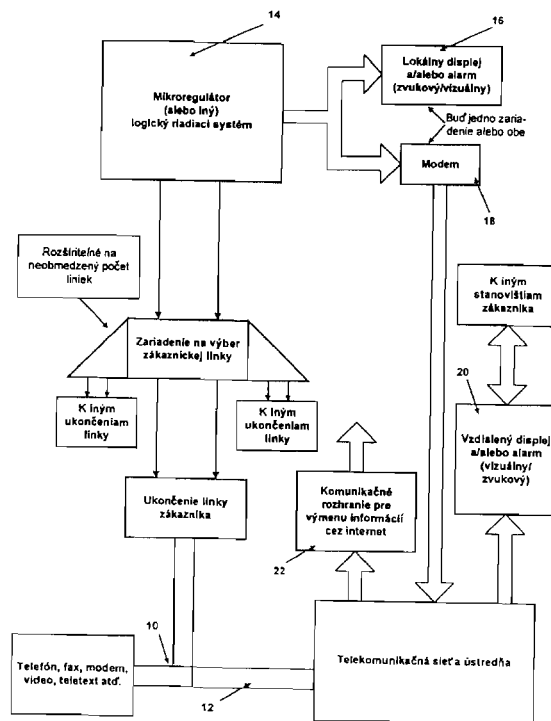 14
16
Mikroregulátor
(alebo iný)
logický riadiaci systém
Lokálny displej
a/alebo alarm
(zvukový/vizuálny)
Buď jedno zaria-
denie alebo obe
Modem
18
Rozšíriteľné na
neobmedzený počet
liniek
K iným
stanovištiam
zákazníka
Zariadenie na výber
zákazníckej linky
K iným
ukončeniam
linky
K iným
ukončeniam
linky
20
Vzdialený displej
a/alebo alarm
(vizuálny/
zvukový)
Ukončenie linky
zákazníka
Komunikačné
rozhranie pre
výmenu informácií
cez internet
22
10
Telefón, fax, modem,
video, teletext atď.
12
Telekomunikačná sieť a ústredňa